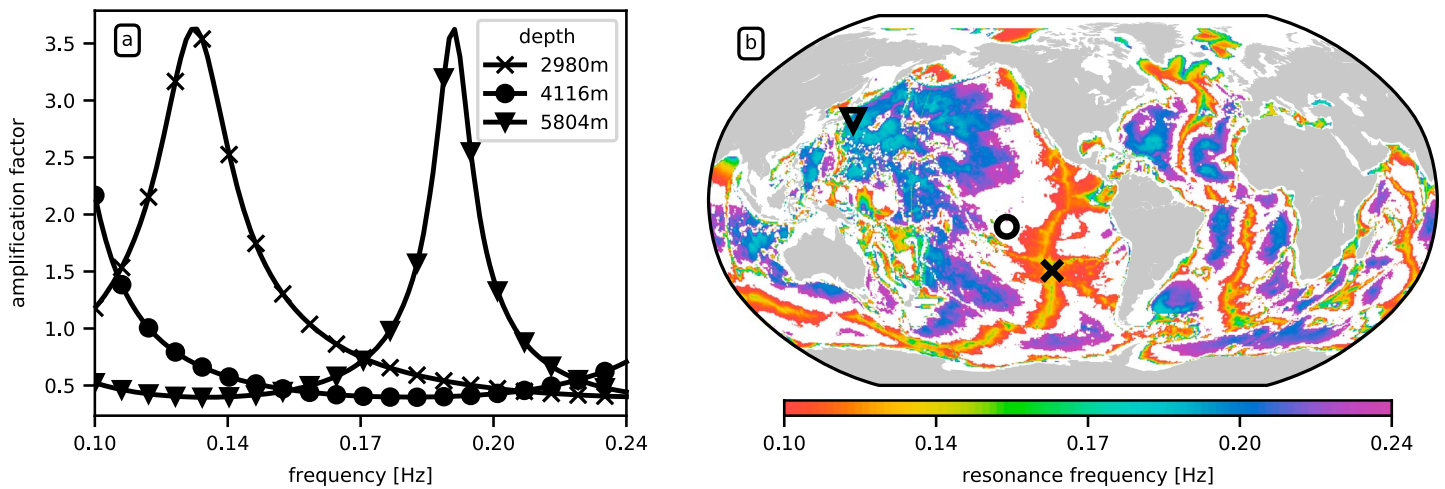 a
depth
2980m
4116m
5804m
3.5
3.0
2.5
2.0
1.5
1.0
0.5
amplification factor
0.10 0.14 0.17 0.20 0.24
frequency [Hz]
b
0.10 0.14 0.17 0.20 0.24
resonance frequency [Hz]